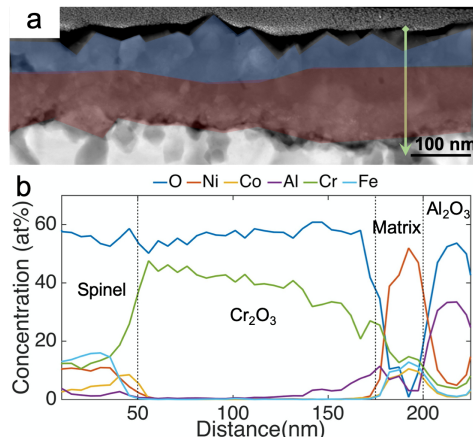 a
100 nm
b
O Ni Co Al Cr Fe
Concentration (at%)
60
40
20
0
Spinel
Cr₂O₃
Matrix
Al₂O₃
50 100 150 200
Distance(nm)